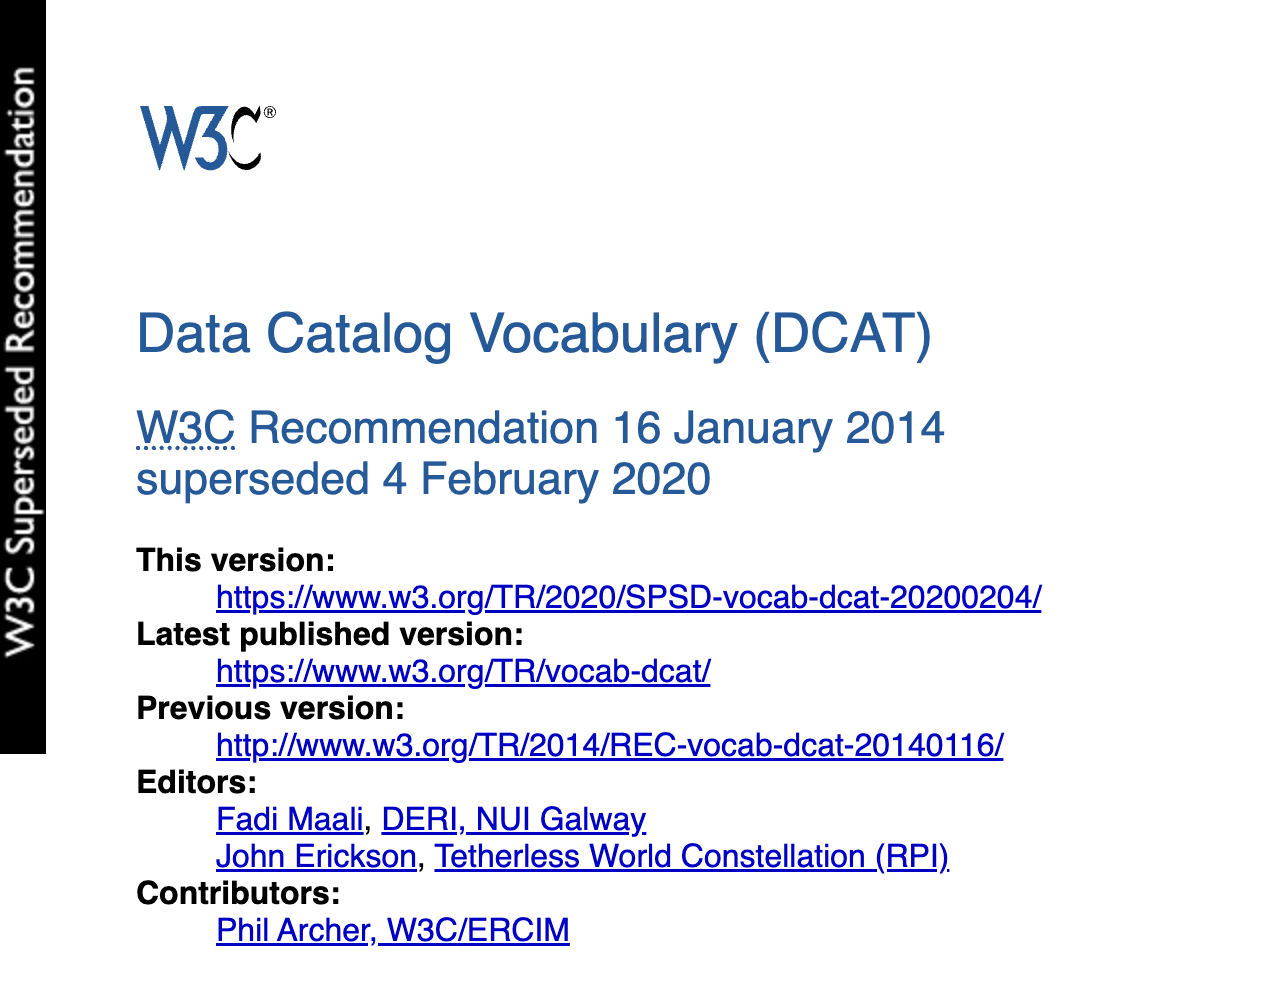 W3C Superseded Recommendation
W3C®
Data Catalog Vocabulary (DCAT)
W3C Recommendation 16 January 2014
superseded 4 February 2020
This version:
https://www.w3.org/TR/2020/SPSD-vocab-dcat-20200204/
Latest published version:
https://www.w3.org/TR/vocab-dcat/
Previous version:
http://www.w3.org/TR/2014/REC-vocab-dcat-20140116/
Editors:
Fadi Maali, DERI, NUI Galway
John Erickson, Tetherless World Constellation (RPI)
Contributors:
Phil Archer, W3C/ERCIM